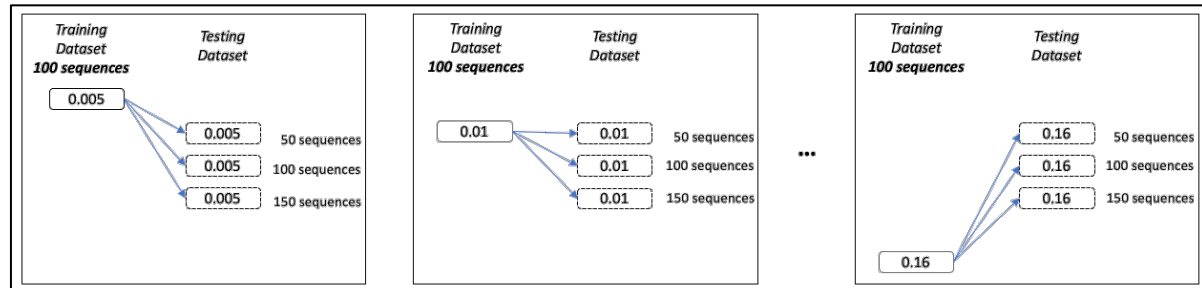 Training
Dataset
100 sequences
Testing
Dataset
0.005
0.005
50 sequences
0.005
100 sequences
0.005
150 sequences
Training
Dataset
100 sequences
Testing
Dataset
0.01
0.01
50 sequences
0.01
100 sequences
0.01
150 sequences
...
Training
Dataset
100 sequences
Testing
Dataset
0.16
50 sequences
0.16
100 sequences
0.16
150 sequences
0.16